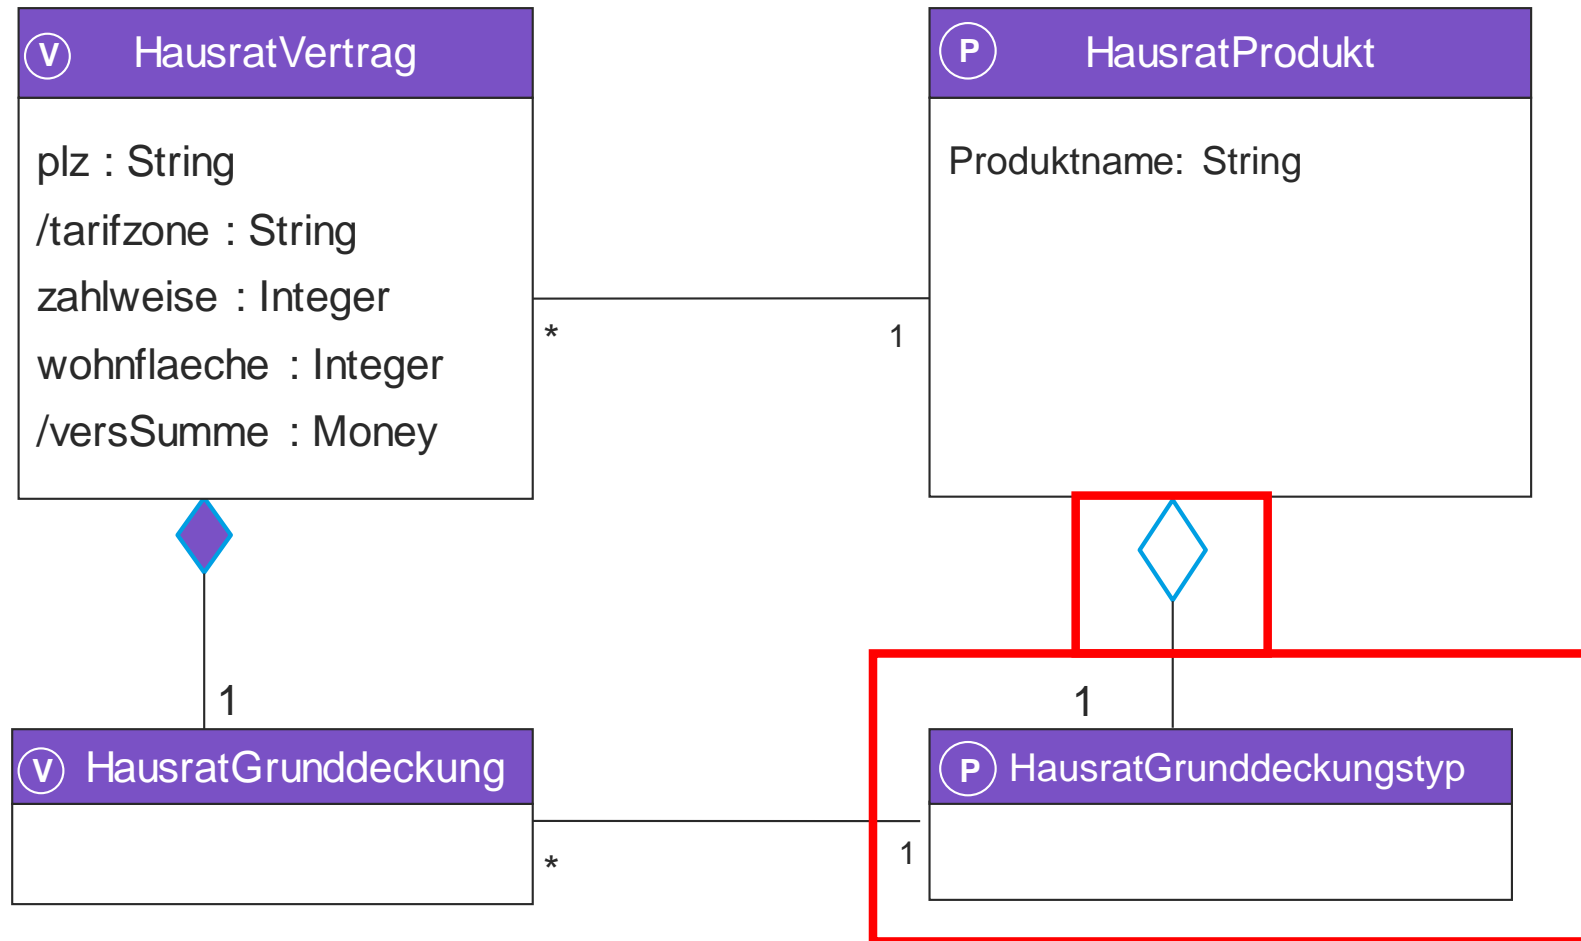 V HausratVertrag
plz : String
/tarifzone : String
zahlweise : Integer
wohnflaeche : Integer
/versSumme : Money
P HausratProdukt
Produktname: String
*
1
1
1
V HausratGrunddeckung
P HausratGrunddeckungstyp
*
1